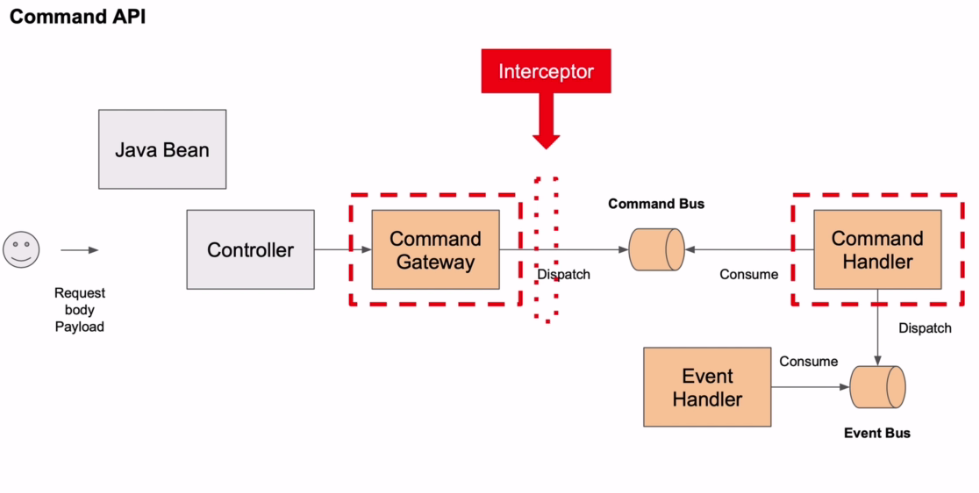 Command API
Interceptor
Java Bean
Command Bus
Controller
Command
Gateway
Command
Handler
Dispatch
Consume
Request
body
Payload
Dispatch
Event
Handler
Consume
Event Bus